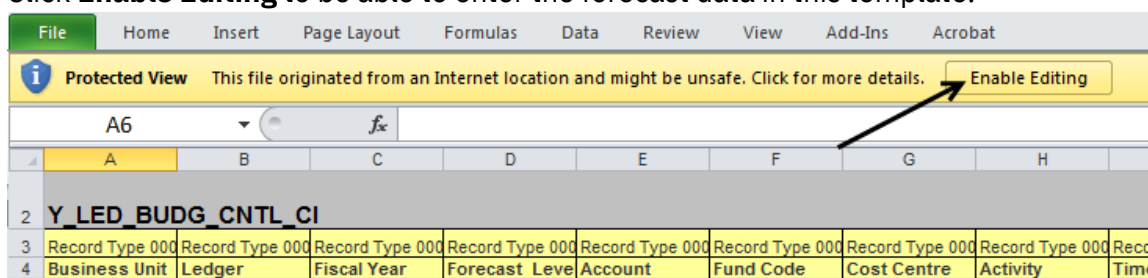 Click Enable Editing to be able to enter the forecast data in this template.
File Home Insert Page Layout Formulas Data Review View Add-Ins Acrobat
Protected View This file originated from an Internet location and might be unsafe. Click for more details. Enable Editing
A6 fx
A B C D E F G H
2 Y_LED_BUDG_CNTL_CI
3 Record Type 000 Record Type 000 Record Type 000 Record Type 000 Record Type 000 Record Type 000 Record Type 000 Record Type 000 Reco
4 Business Unit Ledger Fiscal Year Forecast Leve Account Fund Code Cost Centre Activity Tim